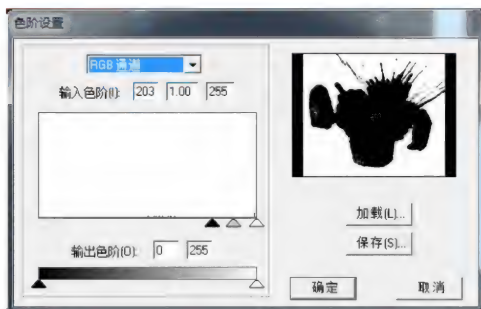 色阶设置
RGB 通道
输入色阶(I): 203 1.00 255
输出色阶(O): 0 255
加载(L)...
保存(S)...
确定 取消